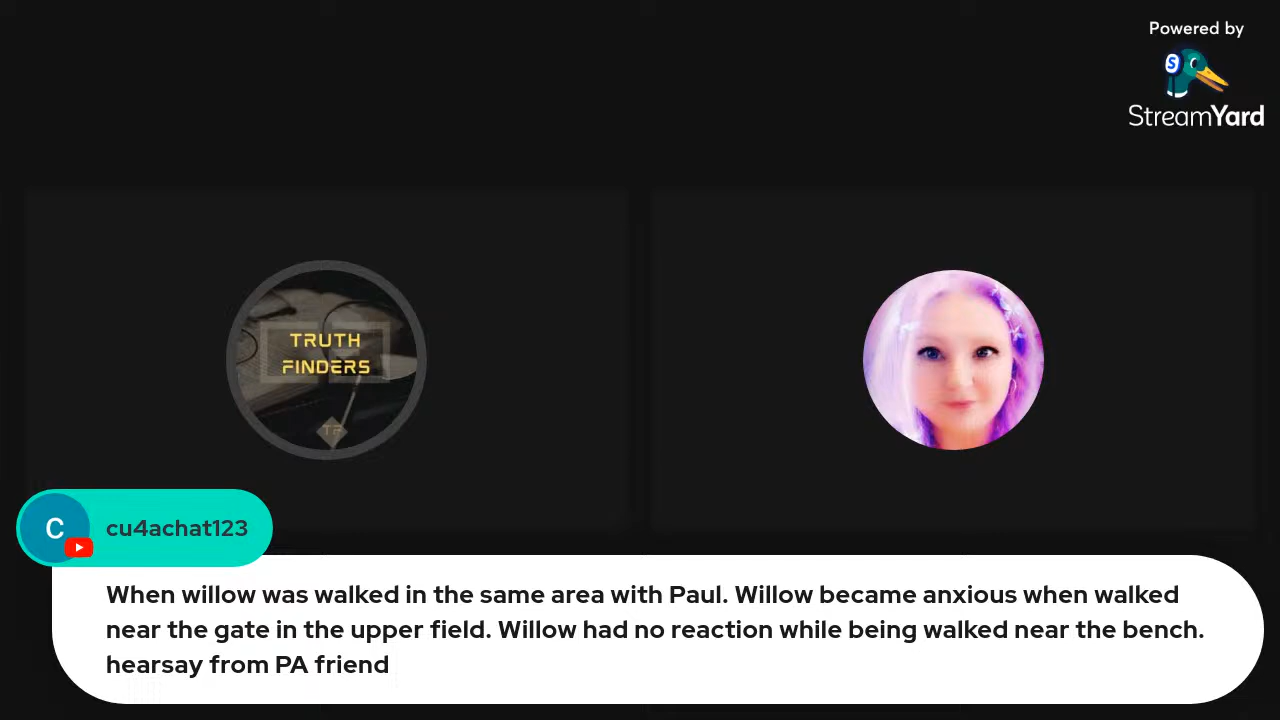 Powered by
S
StreamYard
TRUTH
FINDERS
TF
C
cu4achat123
When willow was walked in the same area with Paul. Willow became anxious when walked
near the gate in the upper field. Willow had no reaction while being walked near the bench.
hearsay from PA friend